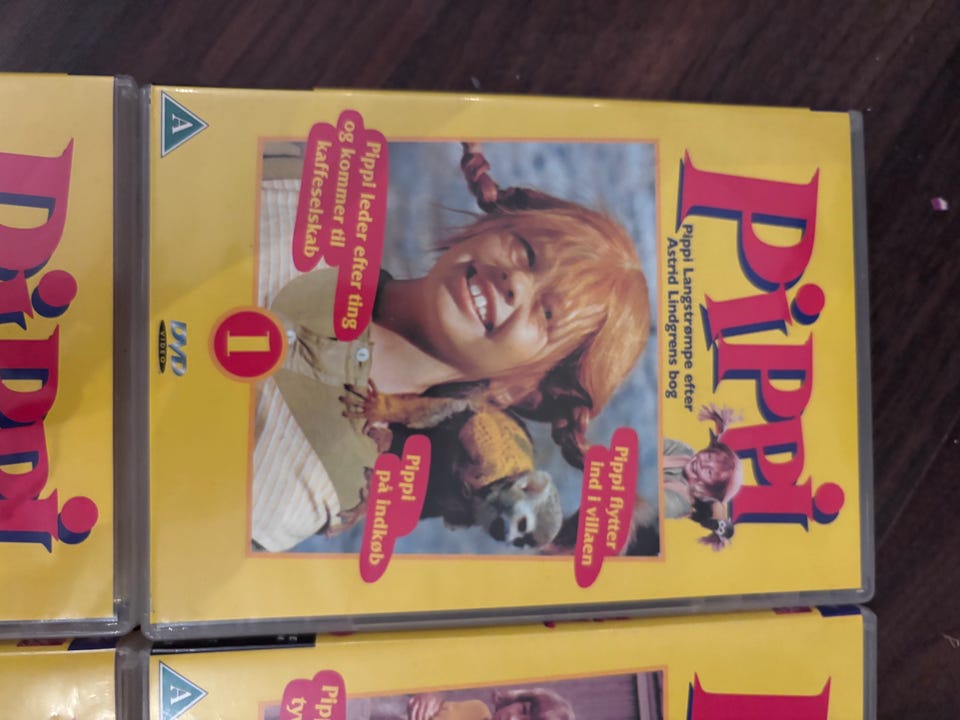 Pippi
Pippi Langstrømpe efter
Astrid Lindgrens bog
Pippi flytter
ind i villaen
Pippi leder efter ting
og kommer til
kaffeselskab
Pippi
på indkøb
1
A
DVD
VIDEO
Pippi
A